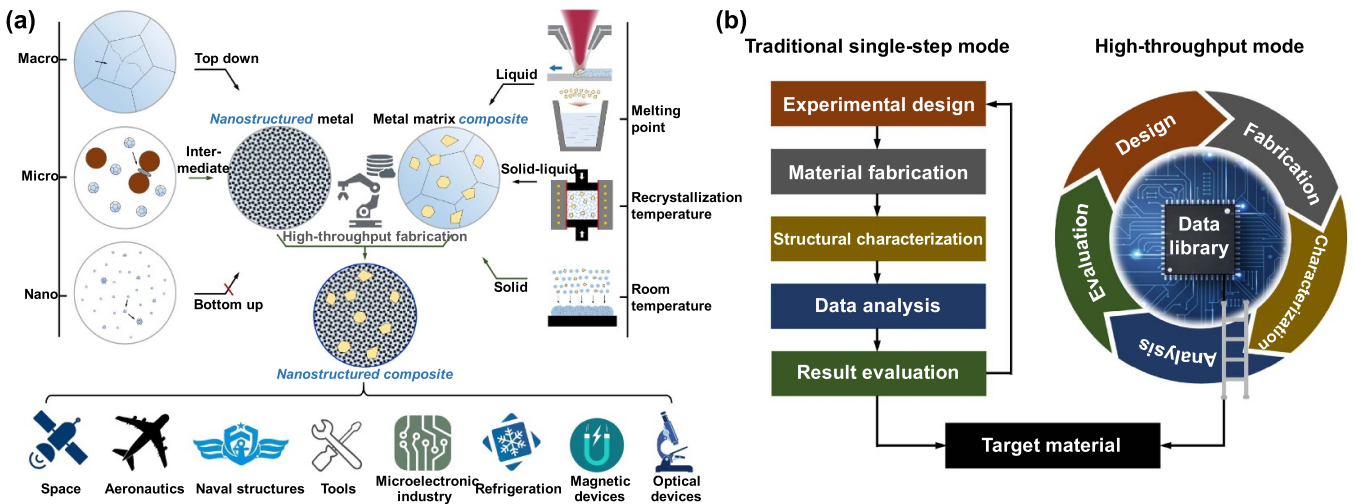 (a)
Macro
Top down
Micro
Inter-
mediate
Nano
Bottom up
Nanostructured metal
Metal matrix composite
Liquid
Solid-liquid
Solid
Melting
point
Recrystallization
temperature
Room
temperature
High-throughput fabrication
Nanostructured composite
Space
Aeronautics
Naval structures
Tools
Microelectronic
industry
Refrigeration
Magnetic
devices
Optical
devices
(b)
Traditional single-step mode
Experimental design
Material fabrication
Structural characterization
Data analysis
Result evaluation
High-throughput mode
Design
Fabrication
Characterization
Analysis
Evaluation
Data
library
Target material